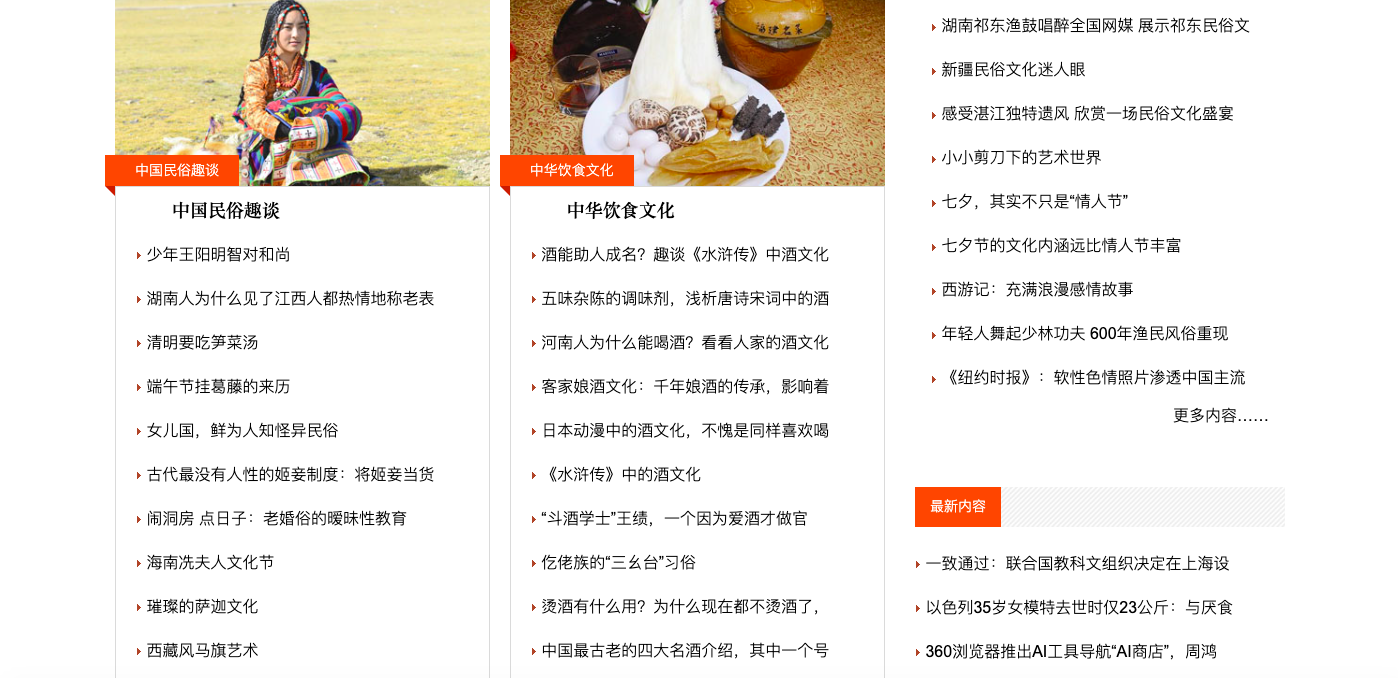 中国民俗趣谈
中国民俗趣谈
少年王阳明智对和尚
湖南人为什么见了江西人都热情地称老表
清明要吃笋菜汤
端午节挂葛藤的来历
女儿国，鲜为人知怪异民俗
古代最没有人性的姬妾制度：将姬妾当货
闹洞房 点日子：老婚俗的暧昧性教育
海南冼夫人文化节
璀璨的萨迦文化
西藏风马旗艺术
中华饮食文化
中华饮食文化
酒能助人成名？趣谈《水浒传》中酒文化
五味杂陈的调味剂，浅析唐诗宋词中的酒
河南人为什么能喝酒？看看人家的酒文化
客家娘酒文化：千年娘酒的传承，影响着
日本动漫中的酒文化，不愧是同样喜欢喝
《水浒传》中的酒文化
“斗酒学士”王绩，一个因为爱酒才做官
仡佬族的“三幺台”习俗
烫酒有什么用？为什么现在都不烫酒了，
中国最古老的四大名酒介绍，其中一个号
湖南祁东渔鼓唱醉全国网媒 展示祁东民俗文
新疆民俗文化迷人眼
感受湛江独特遗风 欣赏一场民俗文化盛宴
小小剪刀下的艺术世界
七夕，其实不只是“情人节”
七夕节的文化内涵远比情人节丰富
西游记：充满浪漫感情故事
年轻人舞起少林功夫 600年渔民风俗重现
《纽约时报》：软性色情照片渗透中国主流
更多内容……
最新内容
一致通过：联合国教科文组织决定在上海设
以色列35岁女模特去世时仅23公斤：与厌食
360浏览器推出AI工具导航“AI商店”，周鸿